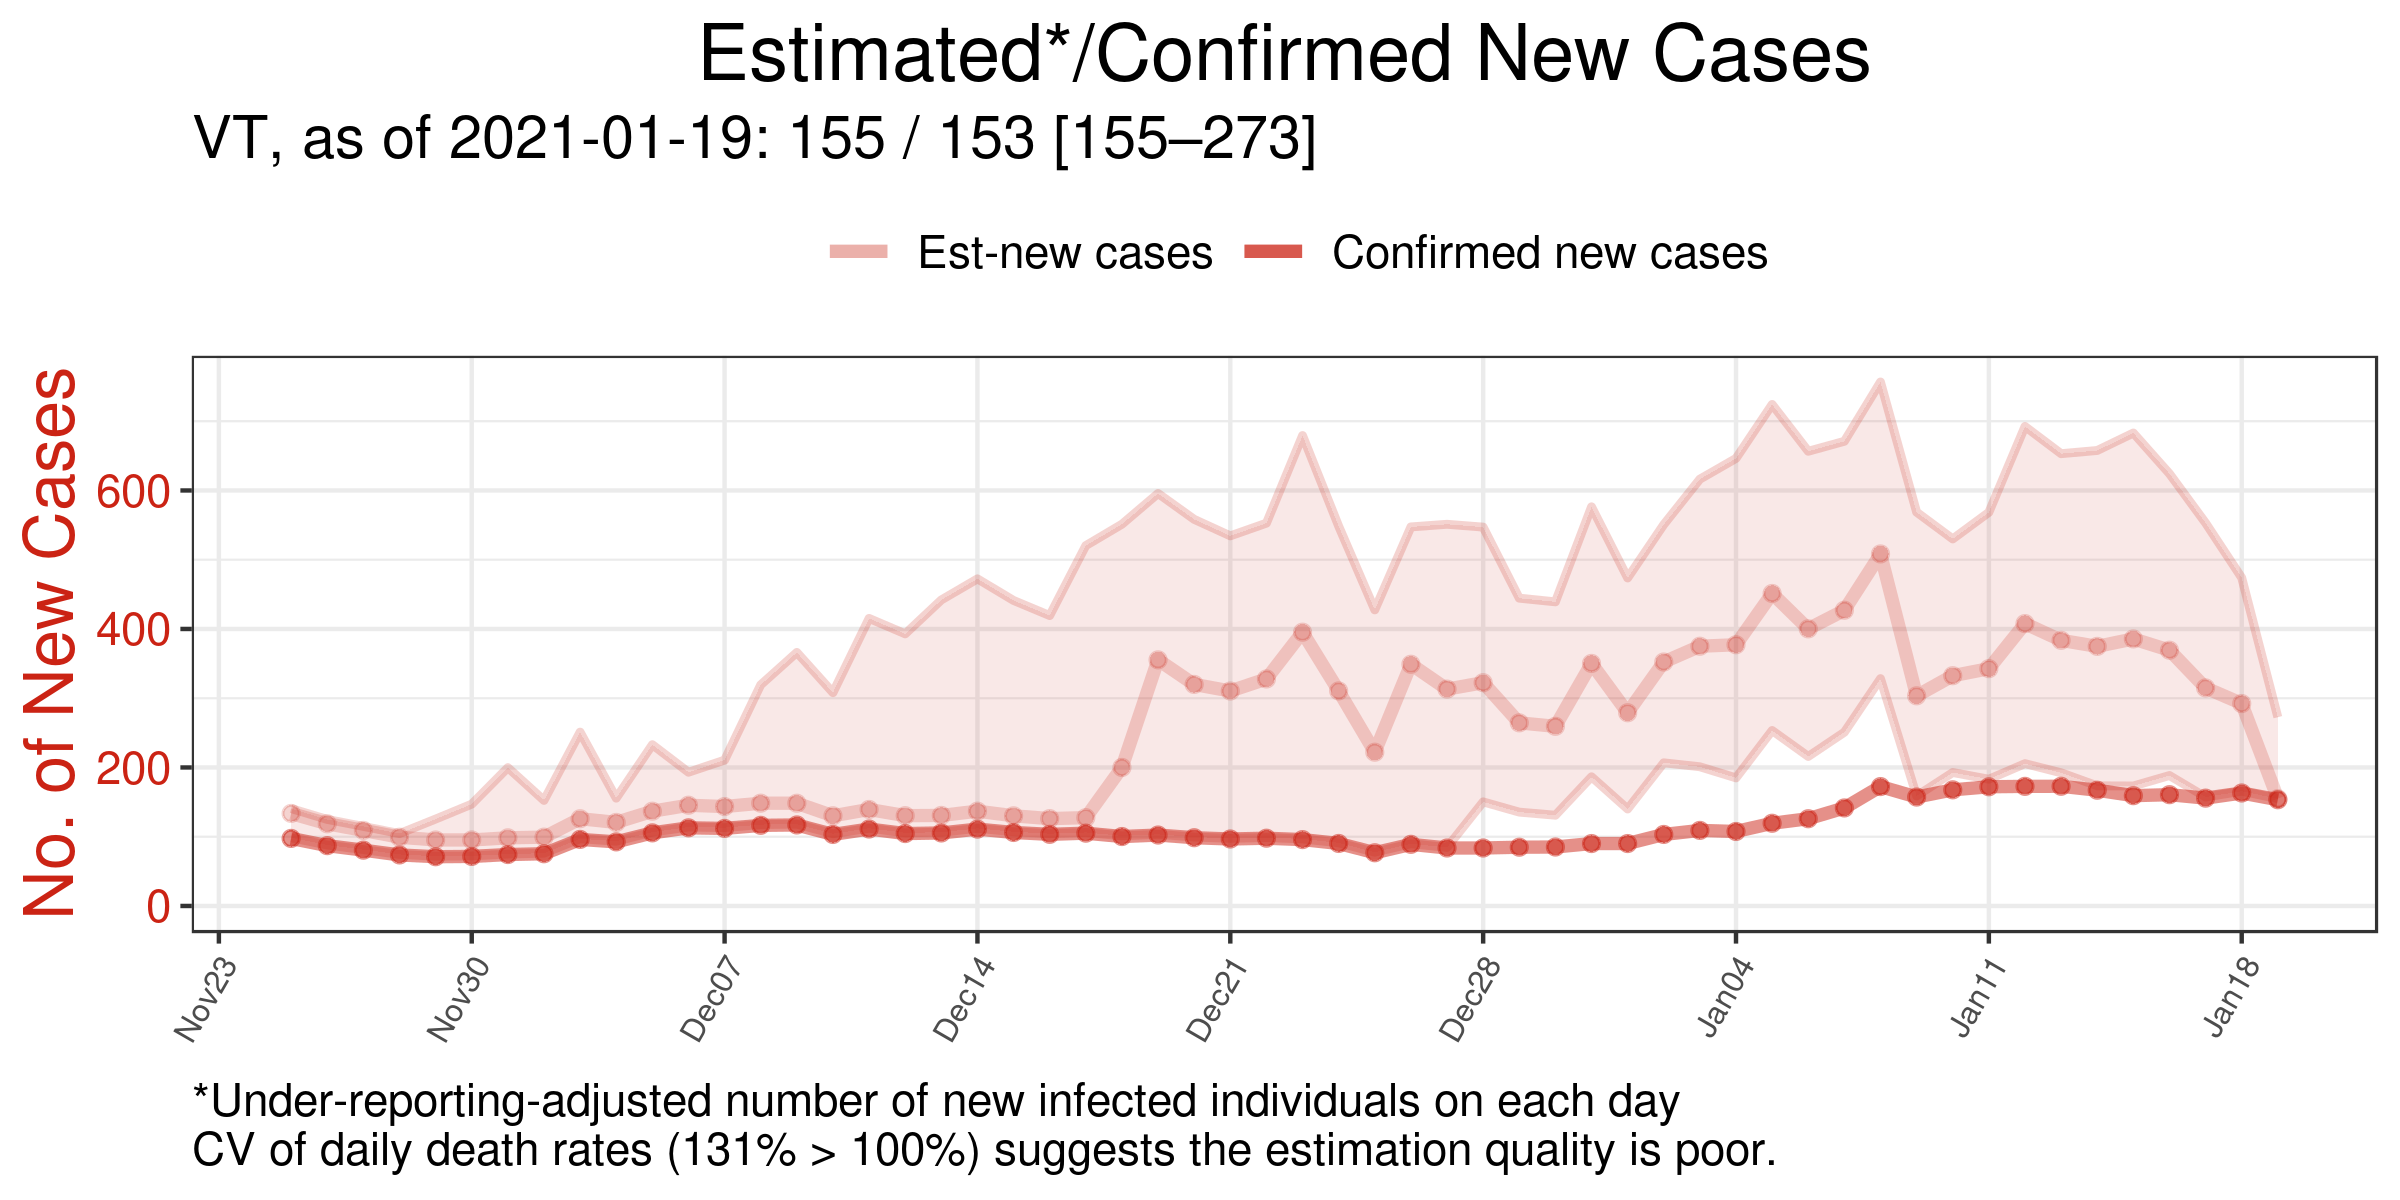 Estimated*/Confirmed New Cases
VT, as of 2021-01-19: 155 / 153 [155–273]
Est-new cases
Confirmed new cases
No. of New Cases
600
400
200
0
Nov23
Nov30
Dec07
Dec14
Dec21
Dec28
Jan04
Jan11
Jan18
*Under-reporting-adjusted number of new infected individuals on each day
CV of daily death rates (131% > 100%) suggests the estimation quality is poor.